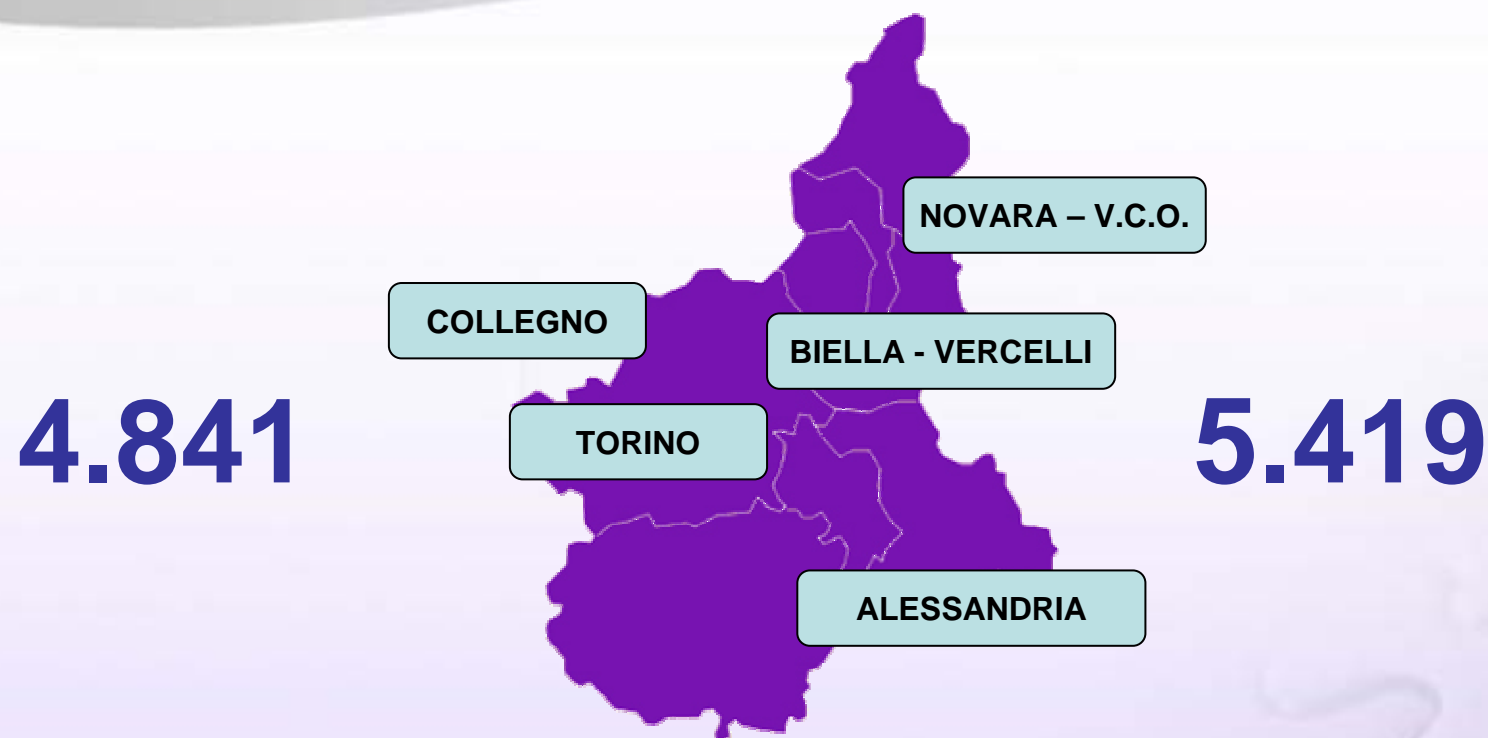 NOVARA – V.C.O.
COLLEGNO
BIELLA - VERCELLI
4.841
TORINO
5.419
ALESSANDRIA